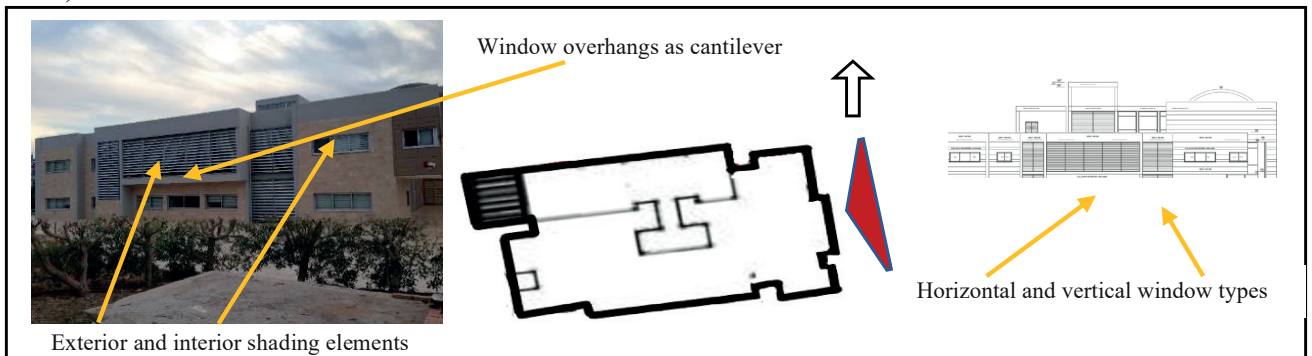 Window overhangs as cantilever
Horizontal and vertical window types
Exterior and interior shading elements